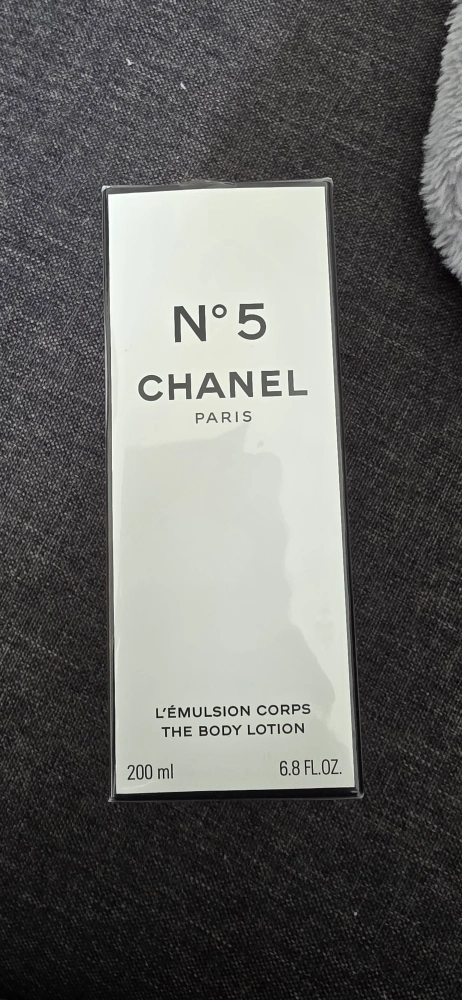 N°5
CHANEL
PARIS
L'ÉMULSION CORPS
THE BODY LOTION
200 ml 6.8 FL.OZ.